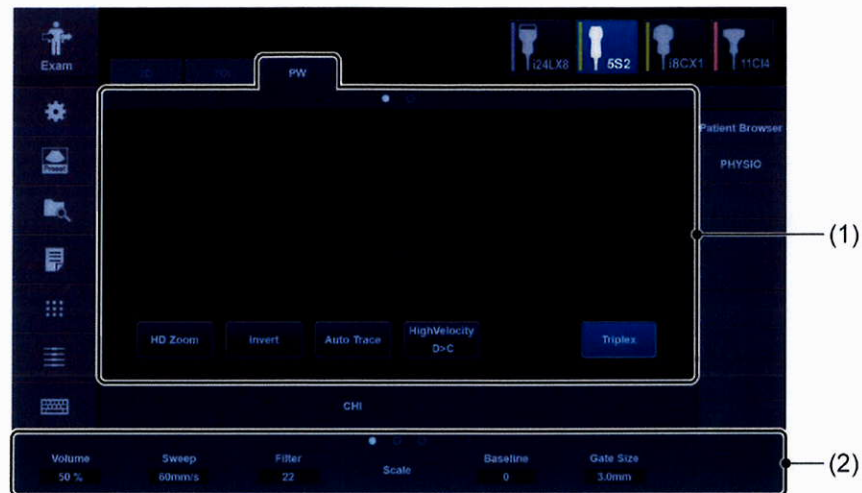 Exam
i24LX8
5S2
i8CX1
11CI4
PW
Patient Browser
PHYSIO
(1)
HD Zoom
Invert
Auto Trace
HighVelocity
D>C
Triplex
CHI
Volume
Sweep
Filter
Scale
Baseline
Gate Size
50 %
60mm/s
22
0
3.0mm
(2)